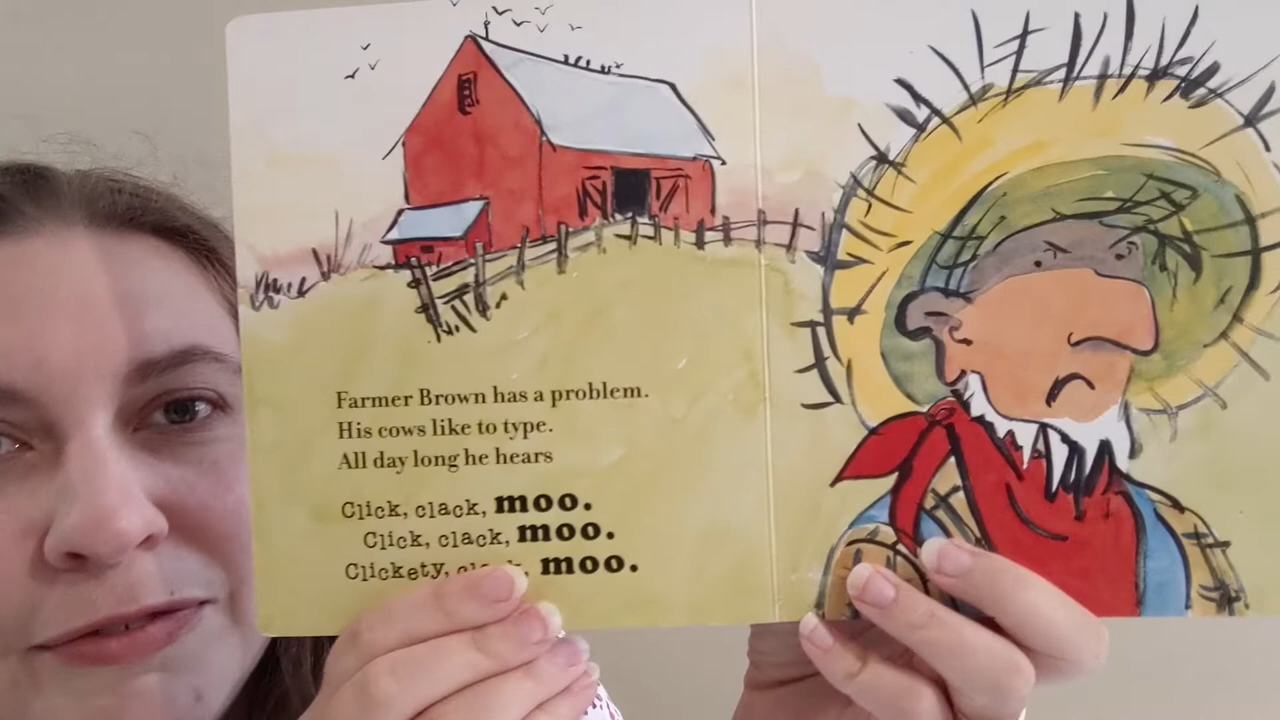 Farmer Brown has a problem.
His cows like to type.
All day long he hears
Click, clack, moo.
Click, clack, moo.
Clickety, moo.